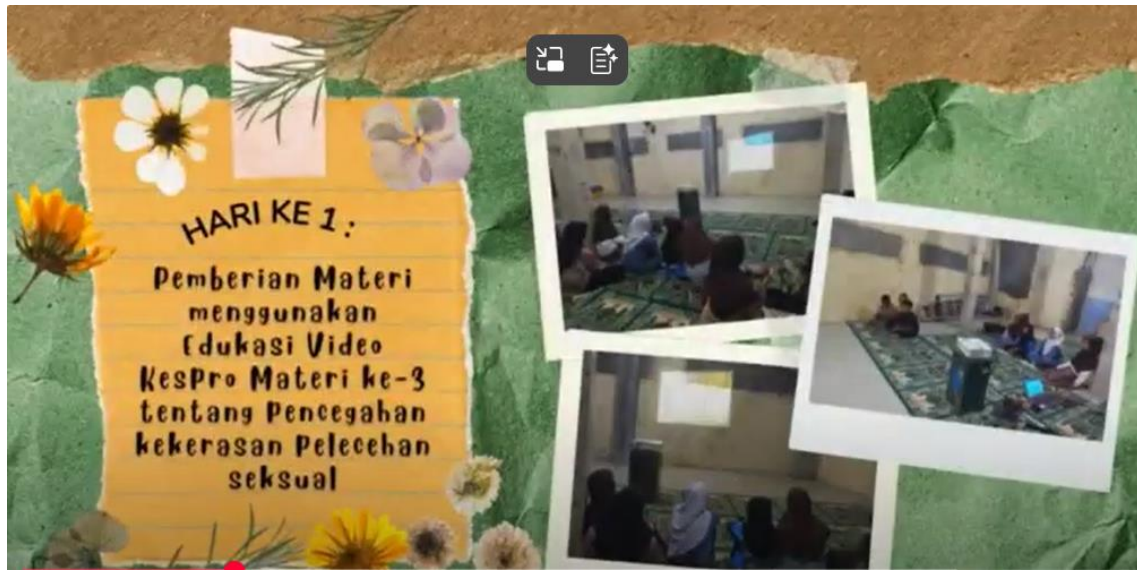 HARI KE 1 :
Pemberian Materi
menggunakan
Edukasi Video
KesPro Materi ke-3
tentang Pencegahan
kekerasan Pelecehan
seksual